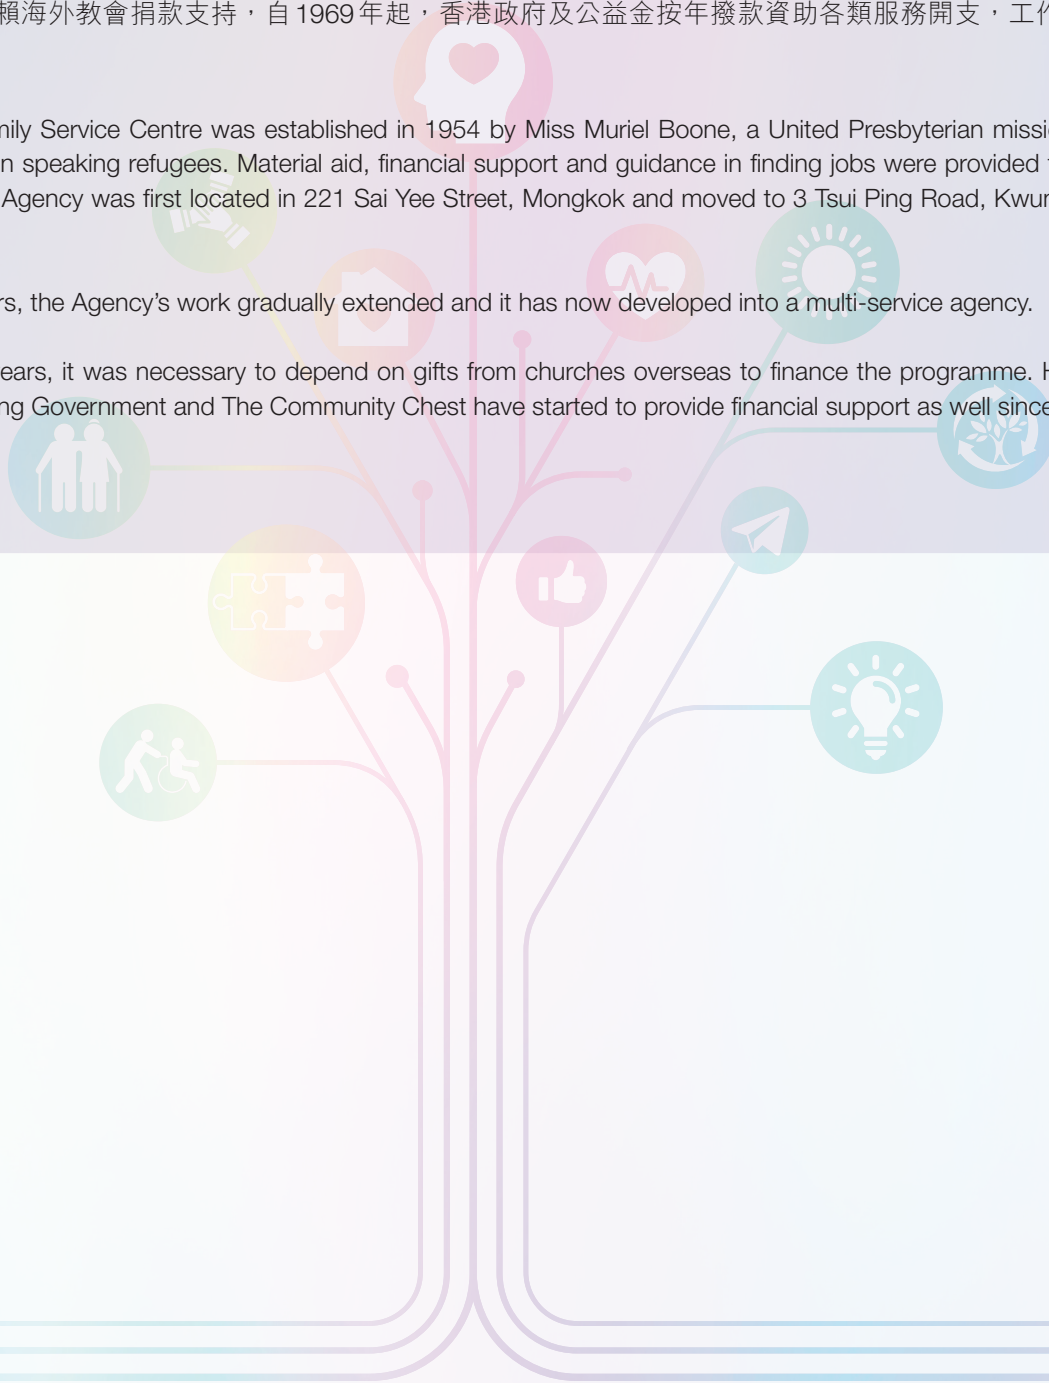 賴海外教會捐款支持，自1969年起，香港政府及公益金按年撥款資助各類服務開支，工作
mily Service Centre was established in 1954 by Miss Muriel Boone, a United Presbyterian missio
n speaking refugees. Material aid, financial support and guidance in finding jobs were provided
Agency was first located in 221 Sai Yee Street, Mongkok and moved to 3 Tsui Ping Road, Kwun
rs, the Agency’s work gradually extended and it has now developed into a multi-service agency.
ears, it was necessary to depend on gifts from churches overseas to finance the programme. H
ng Government and The Community Chest have started to provide financial support as well since